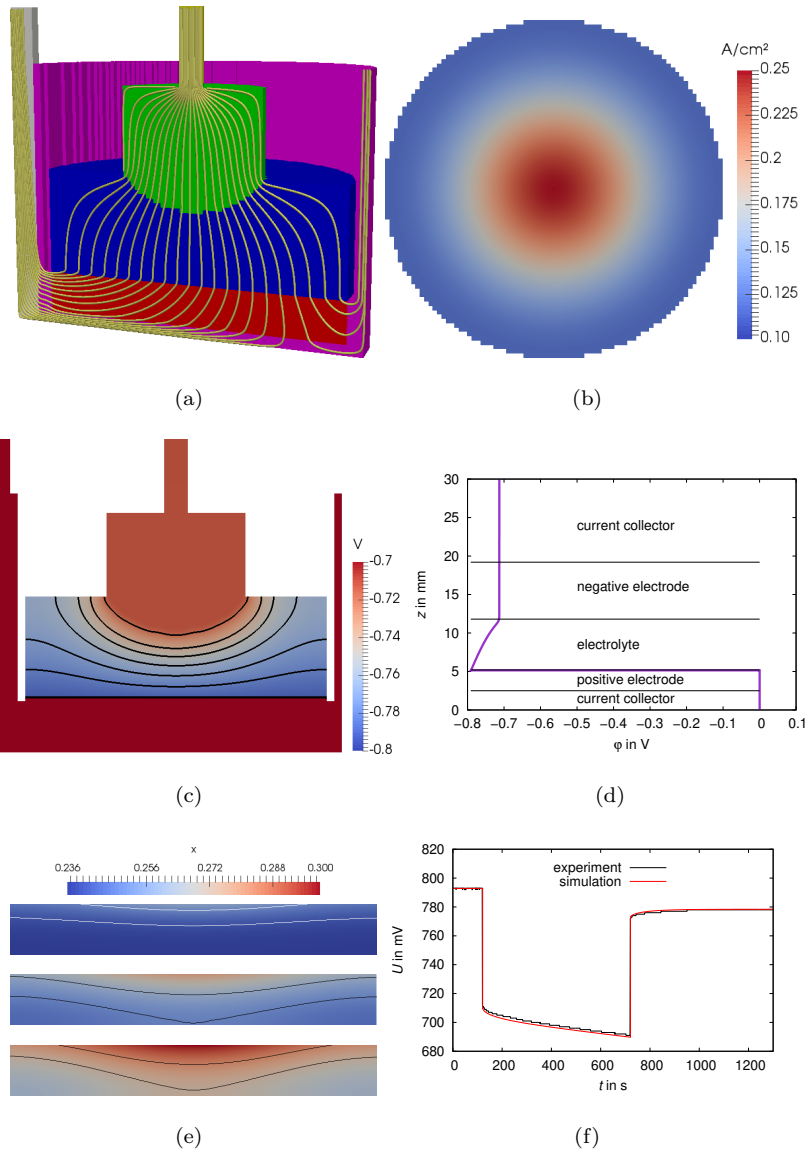 A/cm²
0.25
0.2
0.175
0.15
0.125
0.10
(a)
(b)
V
-0.7
-0.72
-0.74
-0.76
-0.78
-0.8
(c)
30
25
20
15
10
5
0
z in mm
current collector
negative electrode
electrolyte
positive electrode
current collector
-0.8 -0.7 -0.6 -0.5 -0.4 -0.3 -0.2 -0.1 0 0.1
φ in V
(d)
x
0.236 0.256 0.272 0.288 0.300
(e)
820
800
780
760
740
720
700
680
U in mV
experiment
simulation
0 200 400 600 800 1000 1200
t in s
(f)